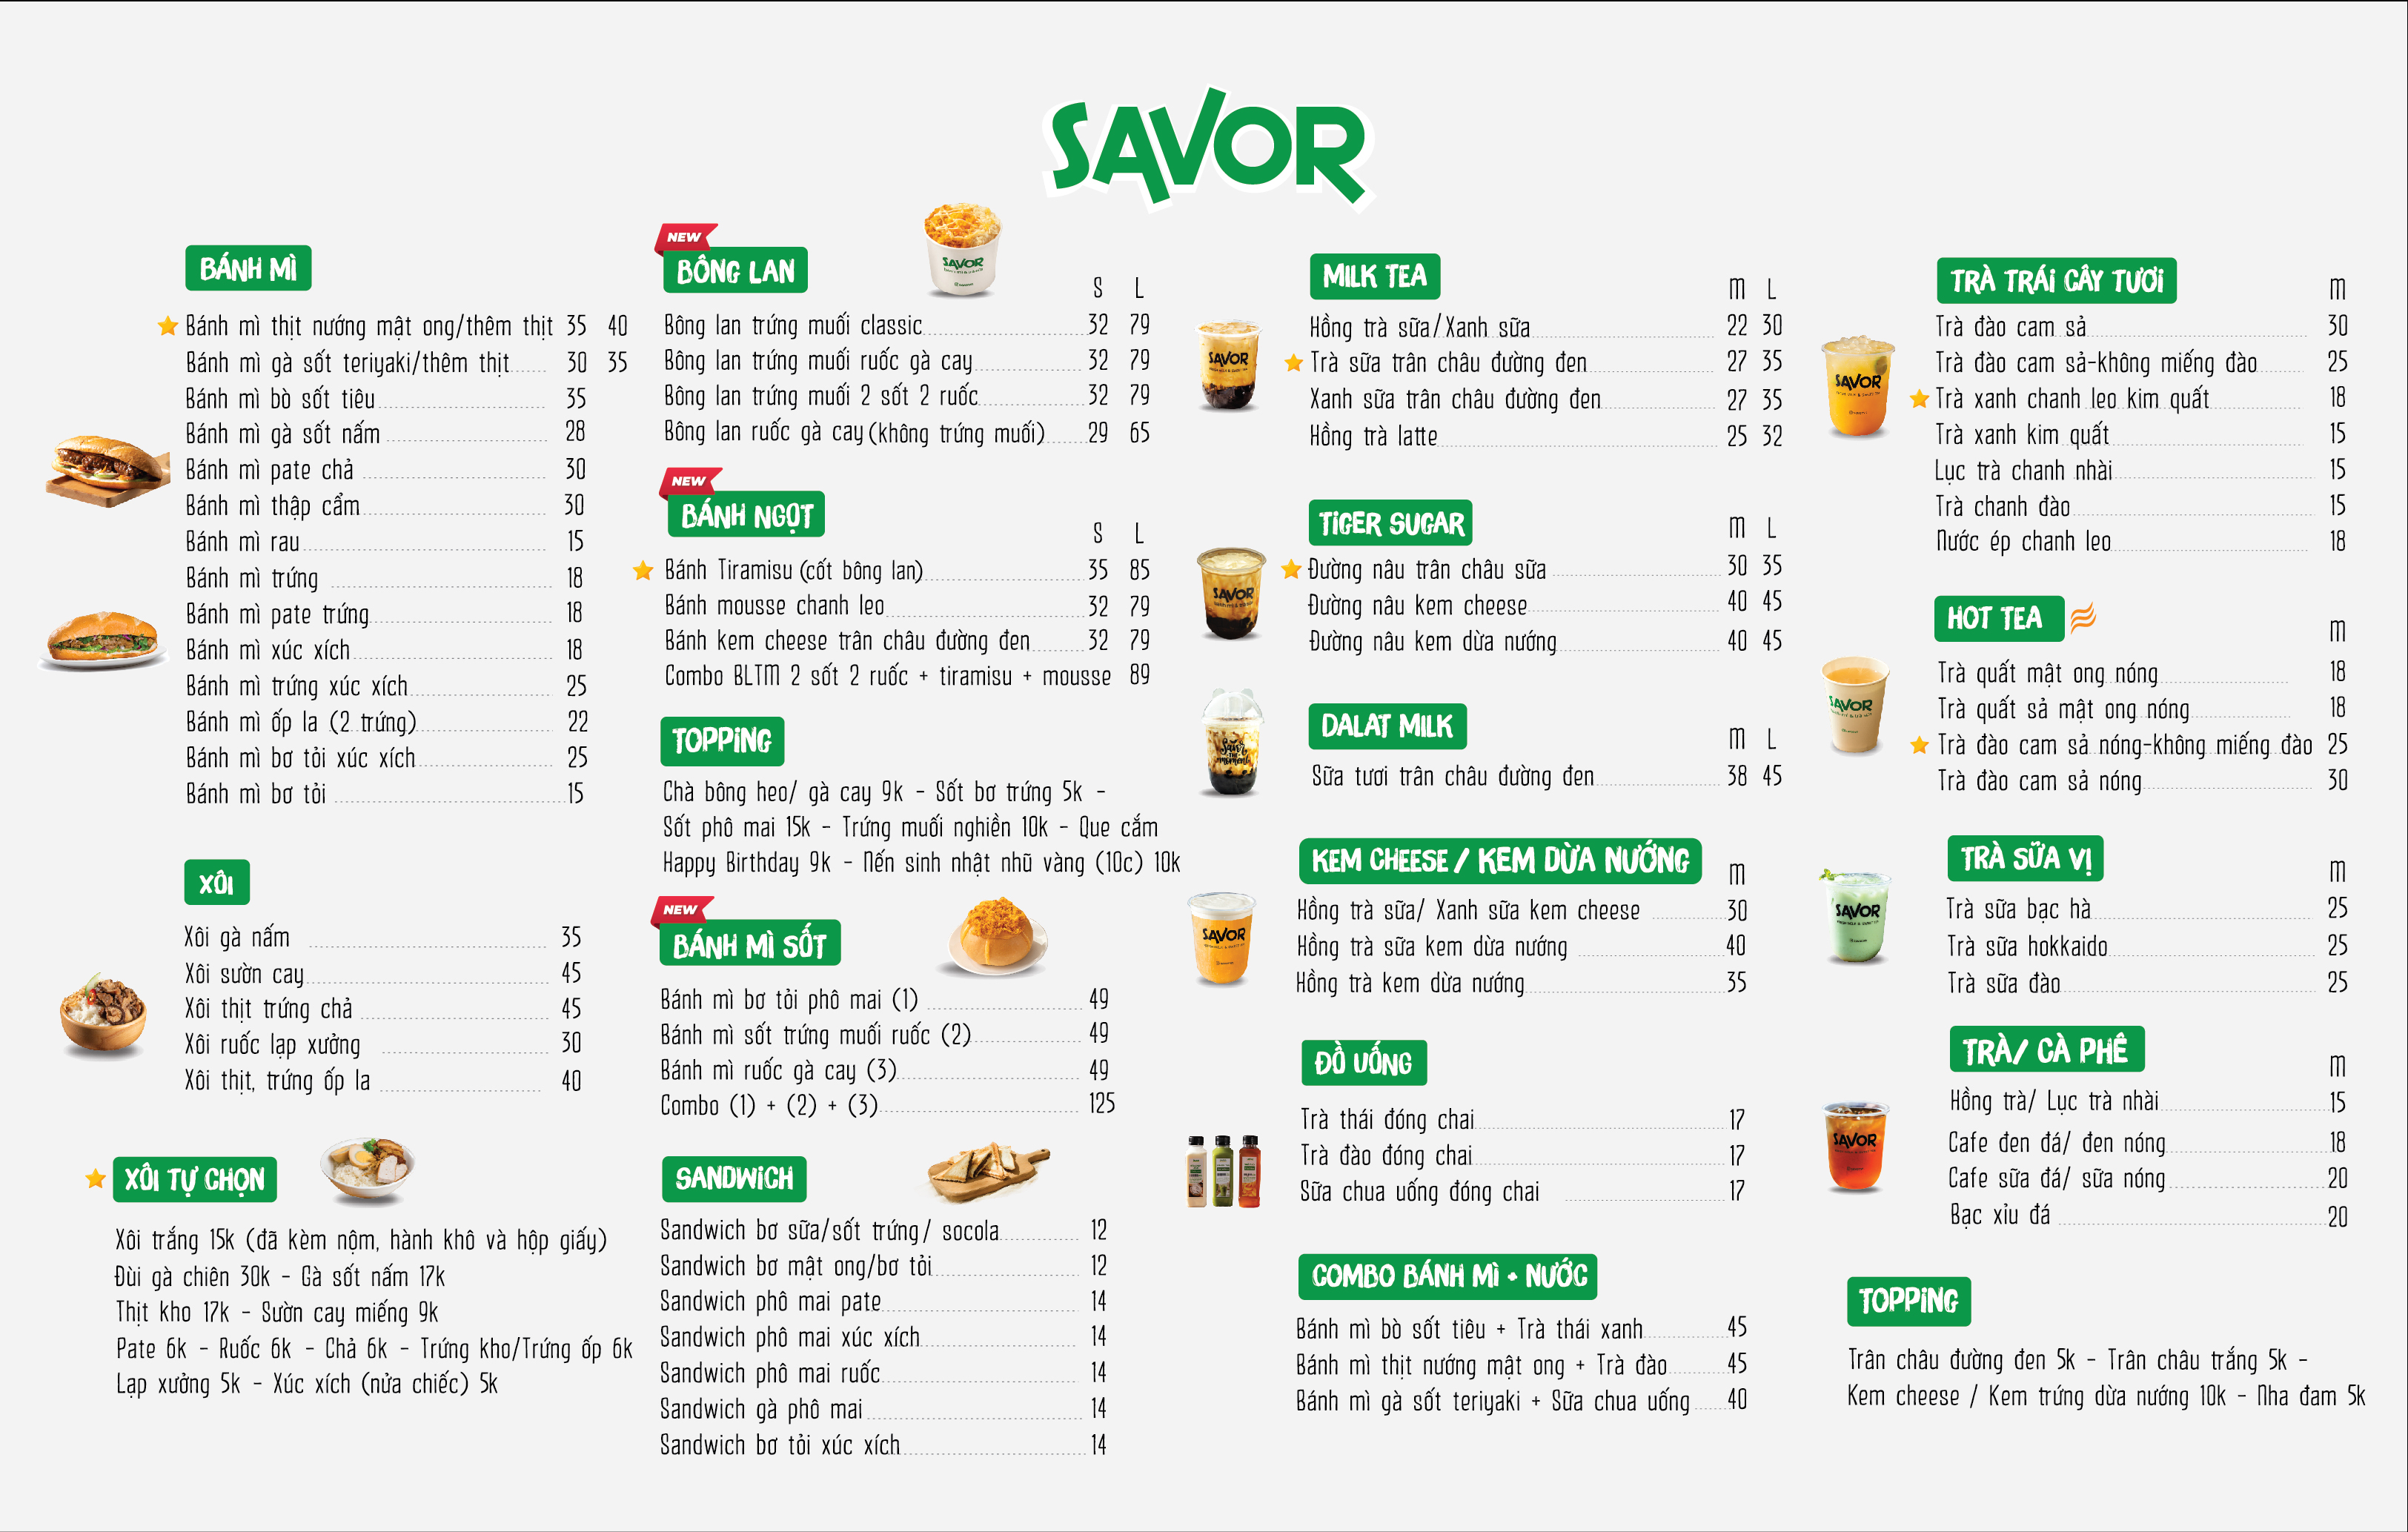 SAVOR
BÁNH MÌ
Bánh mì thịt nướng mật ong/thêm thịt 35 40
Bánh mì gà sốt teriyaki/thêm thịt 30 35
Bánh mì bò sốt tiêu 35
Bánh mì gà sốt nấm 28
Bánh mì pate chả 30
Bánh mì thập cẩm 30
Bánh mì rau 15
Bánh mì trứng 18
Bánh mì pate trứng 18
Bánh mì xúc xích 18
Bánh mì trứng xúc xích 25
Bánh mì ốp la (2 trứng) 22
Bánh mì bơ tỏi xúc xích 25
Bánh mì bơ tỏi 15
XÔI
Xôi gà nấm 35
Xôi sườn cay 45
Xôi thịt trứng chả 45
Xôi ruốc lạp xưởng 30
Xôi thịt, trứng ốp la 40
XÔI TỰ CHỌN
Xôi trắng 15k (đã kèm nộm, hành khô và hộp giấy)
Đùi gà chiên 30k - Gà sốt nấm 17k
Thịt kho 17k - Sườn cay miếng 9k
Pate 6k - Ruốc 6k - Chả 6k - Trứng kho/Trứng ốp 6k
Lạp xưởng 5k - Xúc xích (nửa chiếc) 5k
NEW
BÔNG LAN
SAVOR
S L
Bông lan trứng muối classic 32 79
Bông lan trứng muối ruốc gà cay 32 79
Bông lan trứng muối 2 sốt 2 ruốc 32 79
Bông lan ruốc gà cay (không trứng muối) 29 65
NEW
BÁNH NGỌT
S L
Bánh Tiramisu (cốt bông lan) 35 85
Bánh mousse chanh leo 32 79
Bánh kem cheese trân châu đường đen 32 79
Combo BLTM 2 sốt 2 ruốc + tiramisu + mousse 89
TOPPING
Chà bông heo/ gà cay 9k - Sốt bơ trứng 5k -
Sốt phô mai 15k - Trứng muối nghiền 10k - Que cắm
Happy Birthday 9k - Nến sinh nhật nhũ vàng (10c) 10k
NEW
BÁNH MÌ SỐT
Bánh mì bơ tỏi phô mai (1) 49
Bánh mì sốt trứng muối ruốc (2) 49
Bánh mì ruốc gà cay (3) 49
Combo (1) + (2) + (3) 125
SANDWICH
Sandwich bơ sữa/sốt trứng/ socola 12
Sandwich bơ mật ong/bơ tỏi 12
Sandwich phô mai pate 14
Sandwich phô mai xúc xích 14
Sandwich phô mai ruốc 14
Sandwich gà phô mai 14
Sandwich bơ tỏi xúc xích 14
MILK TEA
M L
SAVOR
Hồng trà sữa/Xanh sữa 22 30
Trà sữa trân châu đường đen 27 35
Xanh sữa trân châu đường đen 27 35
Hồng trà latte 25 32
TIGER SUGAR
M L
SAVOR
Đường nâu trân châu sữa 30 35
Đường nâu kem cheese 40 45
Đường nâu kem dừa nướng 40 45
DALAT MILK
M L
Savor
THE
moment
Sữa tươi trân châu đường đen 38 45
KEM CHEESE / KEM DỪA NƯỚNG
M
SAVOR
Hồng trà sữa/ Xanh sữa kem cheese 30
Hồng trà sữa kem dừa nướng 40
Hồng trà kem dừa nướng 35
ĐỒ UỐNG
Trà thái đóng chai 17
Trà đào đóng chai 17
Sữa chua uống đóng chai 17
COMBO BÁNH MÌ + NƯỚC
Bánh mì bò sốt tiêu + Trà thái xanh 45
Bánh mì thịt nướng mật ong + Trà đào 45
Bánh mì gà sốt teriyaki + Sữa chua uống 40
TRÀ TRÁI CÂY TƯƠI
M
SAVOR
Trà đào cam sả 30
Trà đào cam sả-không miếng đào 25
Trà xanh chanh leo kim quất 18
Trà xanh kim quất 15
Lục trà chanh nhài 15
Trà chanh đào 15
Nước ép chanh leo 18
HOT TEA
M
SAVOR
Trà quất mật ong nóng 18
Trà quất sả mật ong nóng 18
Trà đào cam sả nóng-không miếng đào 25
Trà đào cam sả nóng 30
TRÀ SỮA VỊ
M
SAVOR
Trà sữa bạc hà 25
Trà sữa hokkaido 25
Trà sữa đào 25
TRÀ/ CÀ PHÊ
M
SAVOR
Hồng trà/ Lục trà nhài 15
Cafe đen đá/ đen nóng 18
Cafe sữa đá/ sữa nóng 20
Bạc xỉu đá 20
TOPPING
Trân châu đường đen 5k - Trân châu trắng 5k -
Kem cheese / Kem trứng dừa nướng 10k - Nha đam 5k